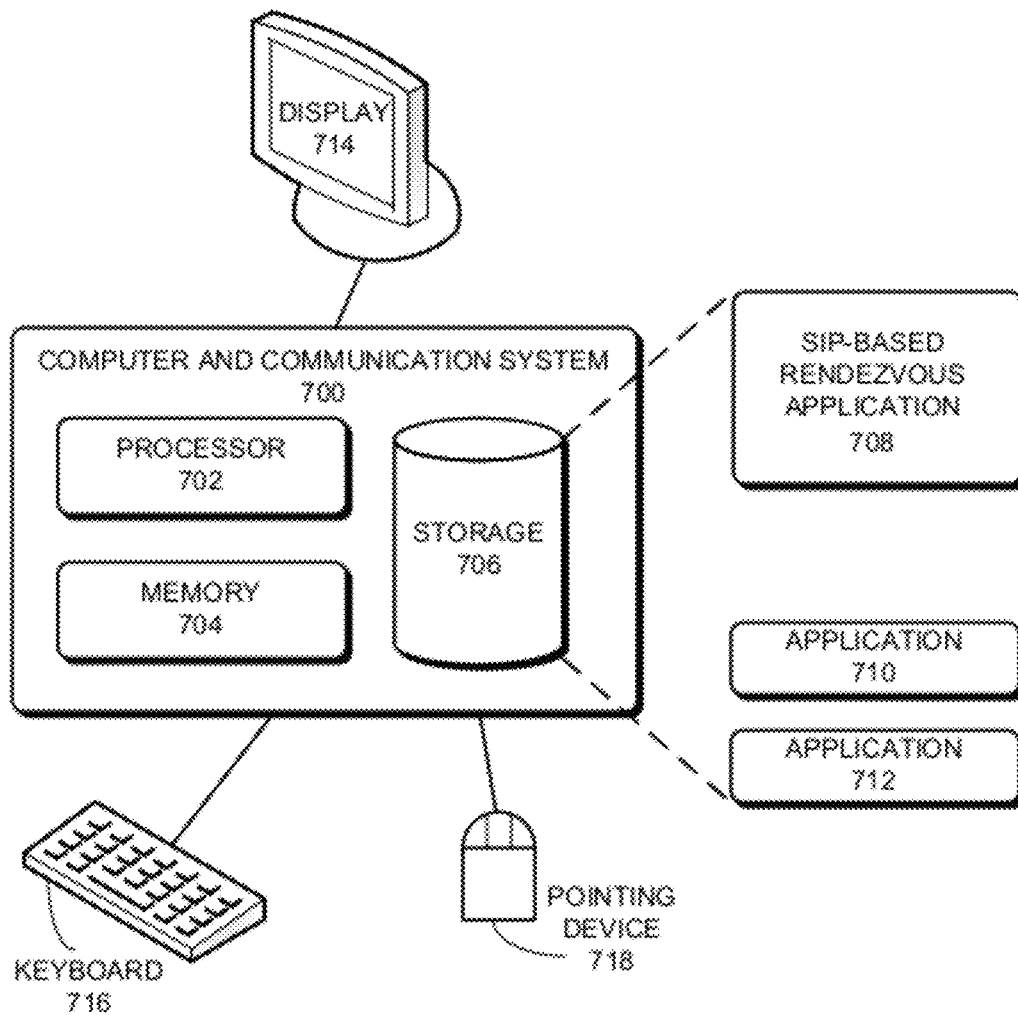 DISPLAY
714
COMPUTER AND COMMUNICATION SYSTEM
700
PROCESSOR
702
MEMORY
704
STORAGE
706
SIP-BASED
RENDEZVOUS
APPLICATION
708
APPLICATION
710
APPLICATION
712
KEYBOARD
716
POINTING
DEVICE
718